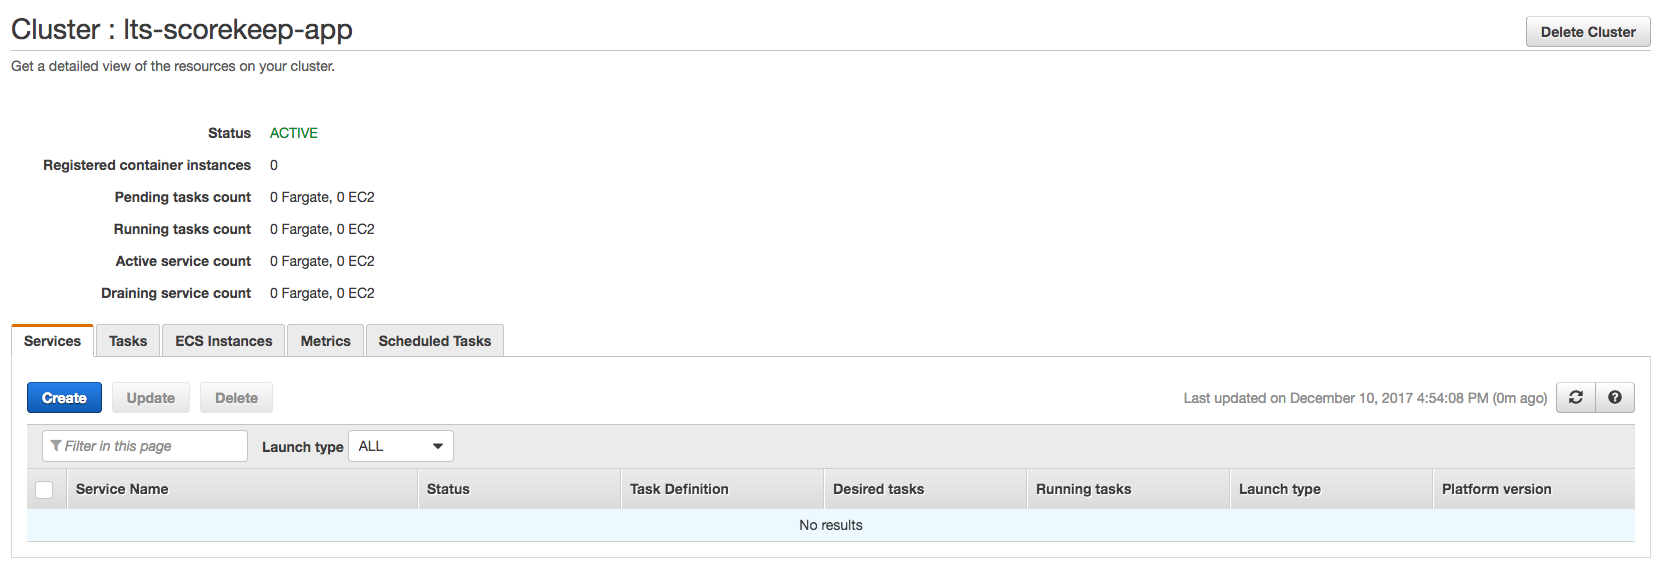 Cluster : lts-scorekeep-app
Delete Cluster
Get a detailed view of the resources on your cluster.
Status ACTIVE
Registered container instances 0
Pending tasks count 0 Fargate, 0 EC2
Running tasks count 0 Fargate, 0 EC2
Active service count 0 Fargate, 0 EC2
Draining service count 0 Fargate, 0 EC2
Services Tasks ECS Instances Metrics Scheduled Tasks
Create Update Delete Last updated on December 10, 2017 4:54:08 PM (0m ago) ?
Filter in this page Launch type ALL
Service Name Status Task Definition Desired tasks Running tasks Launch type Platform version
No results